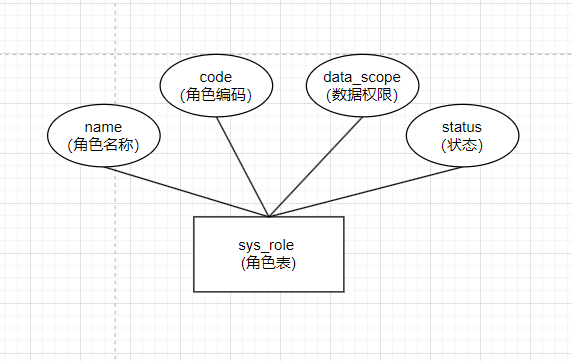 code
(角色编码)
data_scope
(数据权限)
name
(角色名称)
status
(状态)
sys_role
(角色表)